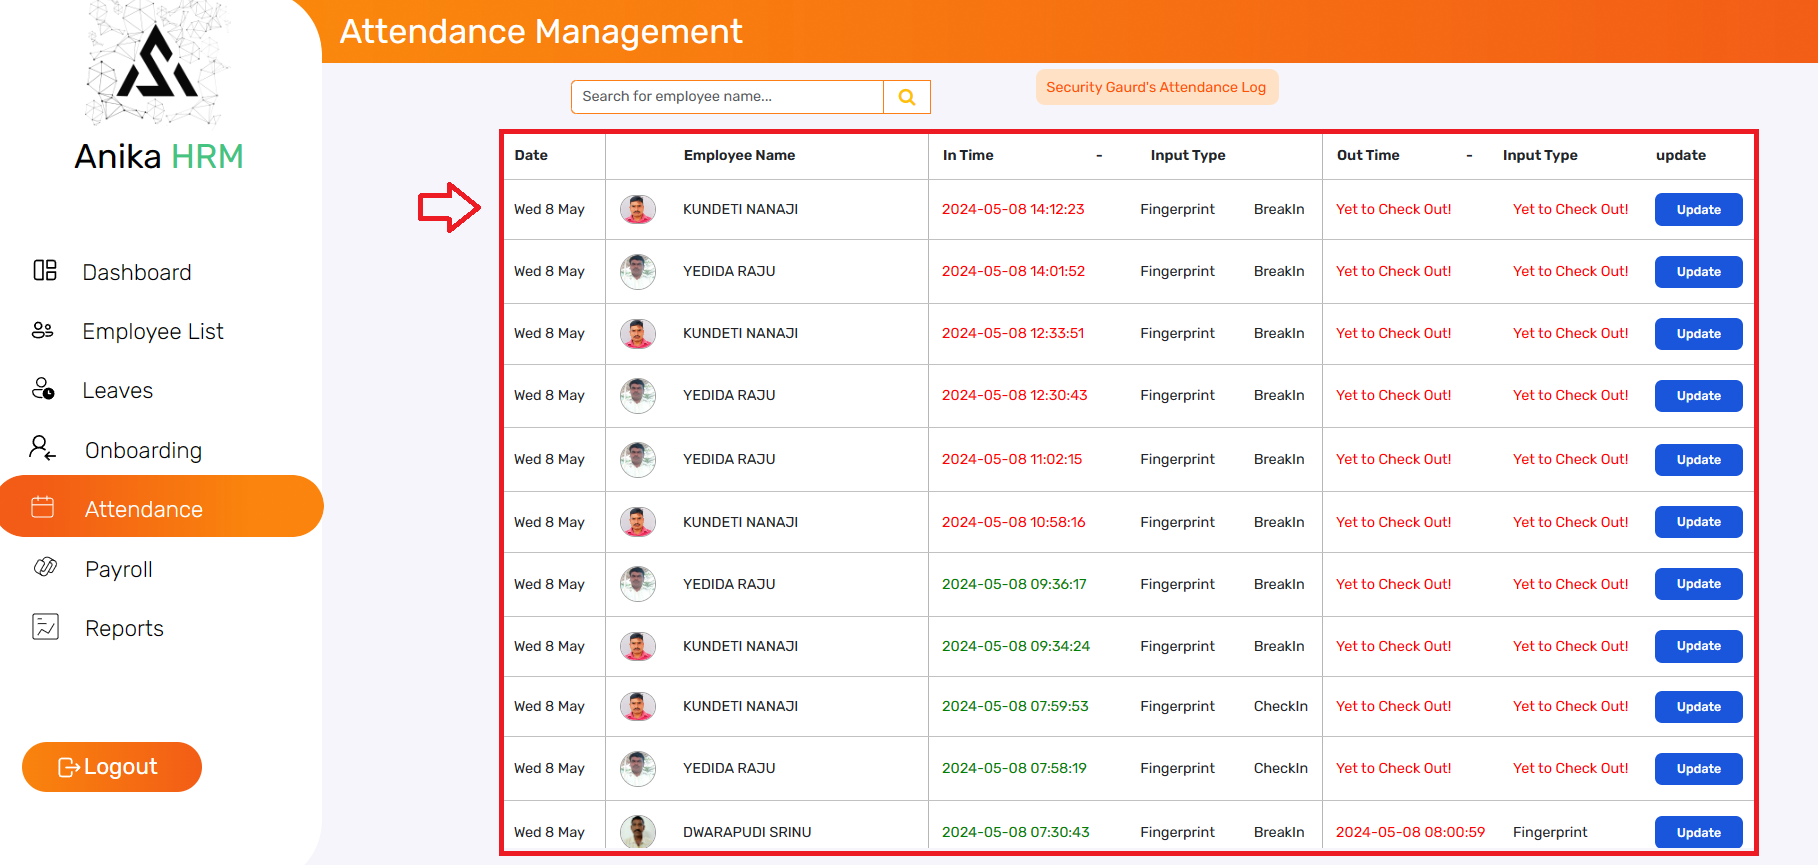 Attendance Management
Anika HRM
Dashboard
Employee List
Leaves
Onboarding
Attendance
Payroll
Reports
Logout
Search for employee name...
Security Gaurd's Attendance Log
Date Employee Name In Time - Input Type Out Time - Input Type update
Wed 8 May KUNDETI NANAJI 2024-05-08 14:12:23 Fingerprint BreakIn Yet to Check Out! Yet to Check Out! Update
Wed 8 May YEDIDA RAJU 2024-05-08 14:01:52 Fingerprint BreakIn Yet to Check Out! Yet to Check Out! Update
Wed 8 May KUNDETI NANAJI 2024-05-08 12:33:51 Fingerprint BreakIn Yet to Check Out! Yet to Check Out! Update
Wed 8 May YEDIDA RAJU 2024-05-08 12:30:43 Fingerprint BreakIn Yet to Check Out! Yet to Check Out! Update
Wed 8 May YEDIDA RAJU 2024-05-08 11:02:15 Fingerprint BreakIn Yet to Check Out! Yet to Check Out! Update
Wed 8 May KUNDETI NANAJI 2024-05-08 10:58:16 Fingerprint BreakIn Yet to Check Out! Yet to Check Out! Update
Wed 8 May YEDIDA RAJU 2024-05-08 09:36:17 Fingerprint BreakIn Yet to Check Out! Yet to Check Out! Update
Wed 8 May KUNDETI NANAJI 2024-05-08 09:34:24 Fingerprint BreakIn Yet to Check Out! Yet to Check Out! Update
Wed 8 May KUNDETI NANAJI 2024-05-08 07:59:53 Fingerprint CheckIn Yet to Check Out! Yet to Check Out! Update
Wed 8 May YEDIDA RAJU 2024-05-08 07:58:19 Fingerprint CheckIn Yet to Check Out! Yet to Check Out! Update
Wed 8 May DWARAPUDI SRINU 2024-05-08 07:30:43 Fingerprint BreakIn 2024-05-08 08:00:59 Fingerprint Update